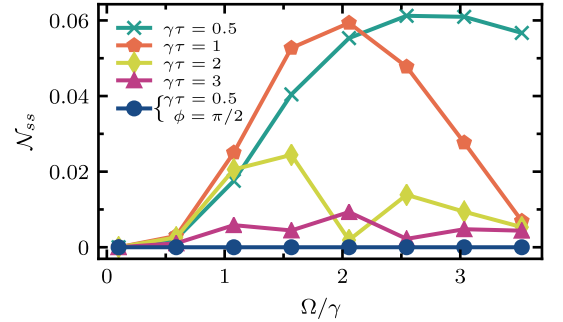 0.06
0.04
0.02
0
𝒩ss
γτ = 0.5
γτ = 1
γτ = 2
γτ = 3
γτ = 0.5
ϕ = π/2
0 1 2 3
Ω/γ